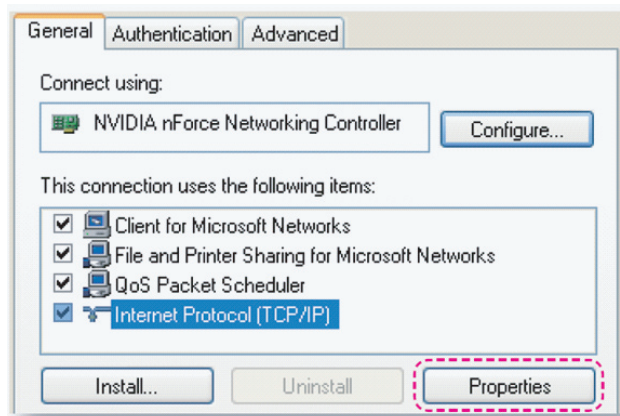 General Authentication Advanced
Connect using:
NVIDIA nForce Networking Controller Configure...
This connection uses the following items:
Client for Microsoft Networks
File and Printer Sharing for Microsoft Networks
QoS Packet Scheduler
Internet Protocol (TCP/IP)
Install... Uninstall Properties